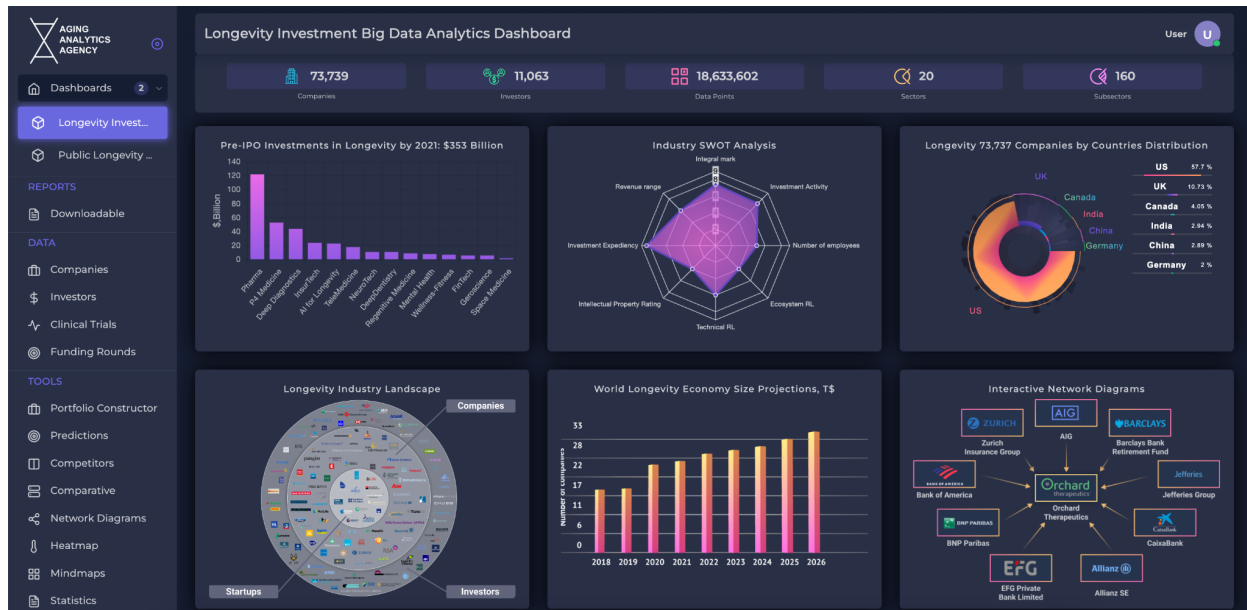 AGING
ANALYTICS
AGENCY
Dashboards 2
Longevity Invest...
Public Longevity ...
REPORTS
Downloadable
DATA
Companies
Investors
Clinical Trials
Funding Rounds
TOOLS
Portfolio Constructor
Predictions
Competitors
Comparative
Network Diagrams
Heatmap
Mindmaps
Statistics
Longevity Investment Big Data Analytics Dashboard
User U
73,739
Companies
11,063
Investors
18,633,602
Data Points
20
Sectors
160
Subsectors
Pre-IPO Investments in Longevity by 2021: $353 Billion
$,Billion
140
120
100
80
60
40
20
0
Pharma
P4 Medicine
Deep Diagnostics
InsurTech
AI for Longevity
TeleMedicine
NeuroTech
DeepDentistry
Regenitive Medicine
Mental Health
Wellness-Fitness
FinTech
Geroscience
Space Medicine
Industry SWOT Analysis
Integral mark
Revenue range
Investment Activity
Investment Expediency
Number of employees
Intellectual Property Rating
Ecosystem RL
Technical RL
Longevity 73,737 Companies by Countries Distribution
UK
Canada
India
China
Germany
US
US 57.7 %
UK 10.73 %
Canada 4.05 %
India 2.94 %
China 2.89 %
Germany 2 %
Longevity Industry Landscape
Companies
Startups
Investors
World Longevity Economy Size Projections, T$
Number of companies
33
28
22
17
11
6
0
2018 2019 2020 2021 2022 2023 2024 2025 2026
Interactive Network Diagrams
AIG
AIG
ZURICH
Zurich
Insurance Group
BARCLAYS
Barclays Bank
Retirement Fund
BANK OF AMERICA
Bank of America
Orchard
therapeutics
Orchard
Therapeutics
Jefferies
Jefferies Group
BNP PARIBAS
BNP Paribas
CaixaBank
CaixaBank
EFG
EFG Private
Bank Limited
Allianz
Allianz SE